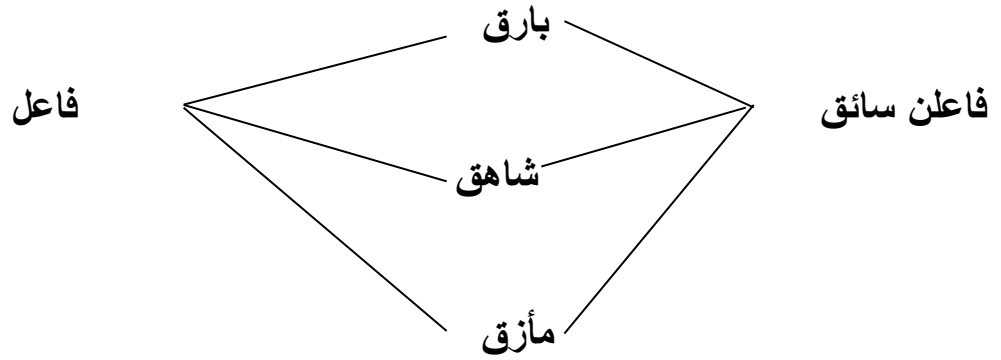 بارق
فاعلن سائق
فاعل
شاهق
مأزق